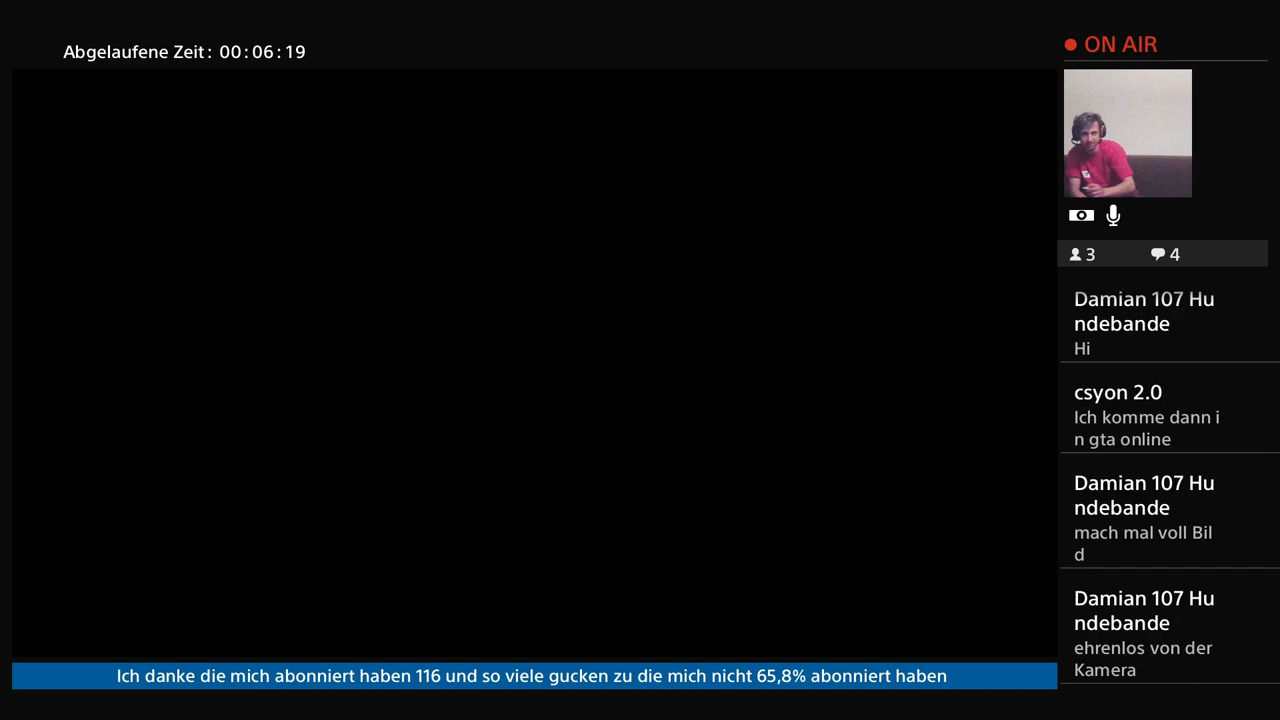 Abgelaufene Zeit: 00:06:19
ON AIR
3 4
Damian 107 Hu
ndebande
Hi
csyon 2.0
Ich komme dann i
n gta online
Damian 107 Hu
ndebande
mach mal voll Bil
d
Damian 107 Hu
ndebande
ehrenlos von der
Kamera
Ich danke die mich abonniert haben 116 und so viele gucken zu die mich nicht 65,8% abonniert haben